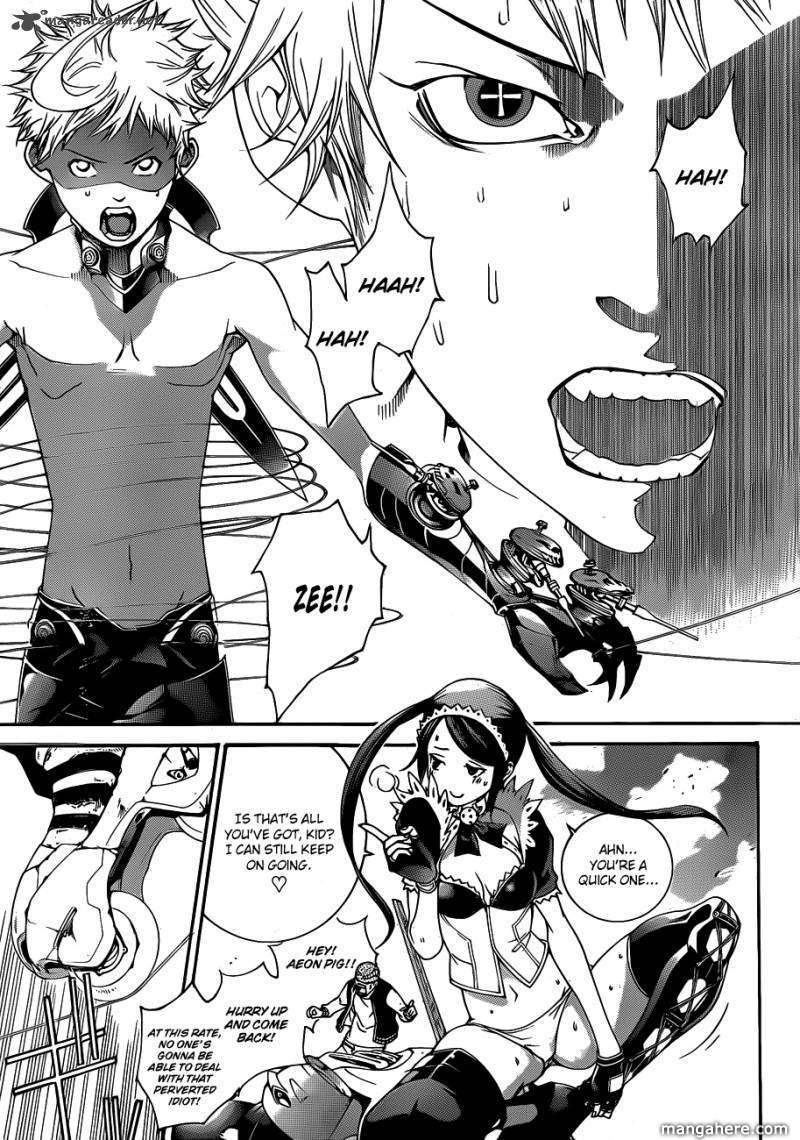 mangareader.net
HAH!
HAAH!
HAH!
ZEE!!
AHN...
YOU'RE A
QUICK ONE...
IS THAT'S ALL
YOU'VE GOT, KID?
I CAN STILL KEEP
ON GOING.
♡
HEY!
AEON PIG!!
HURRY UP
AND COME
BACK!
AT THIS RATE,
NO ONE'S
GONNA BE
ABLE TO DEAL
WITH THAT
PERVERTED
IDIOT!
mangahere.com